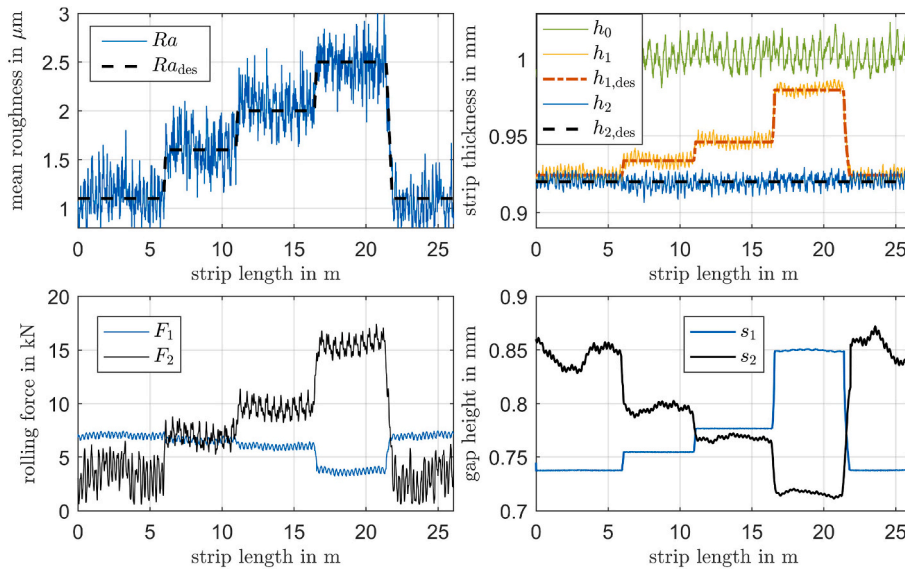 mean roughness in μm
3
2.5
2
1.5
1
Ra
Ra_des
0 5 10 15 20 25
strip length in m
strip thickness in mm
1
0.95
0.9
h_0
h_1
h_1,des
h_2
h_2,des
0 5 10 15 20 25
strip length in m
rolling force in kN
20
15
10
5
0
F_1
F_2
0 5 10 15 20 25
strip length in m
gap height in mm
0.9
0.85
0.8
0.75
0.7
s_1
s_2
0 5 10 15 20 25
strip length in m